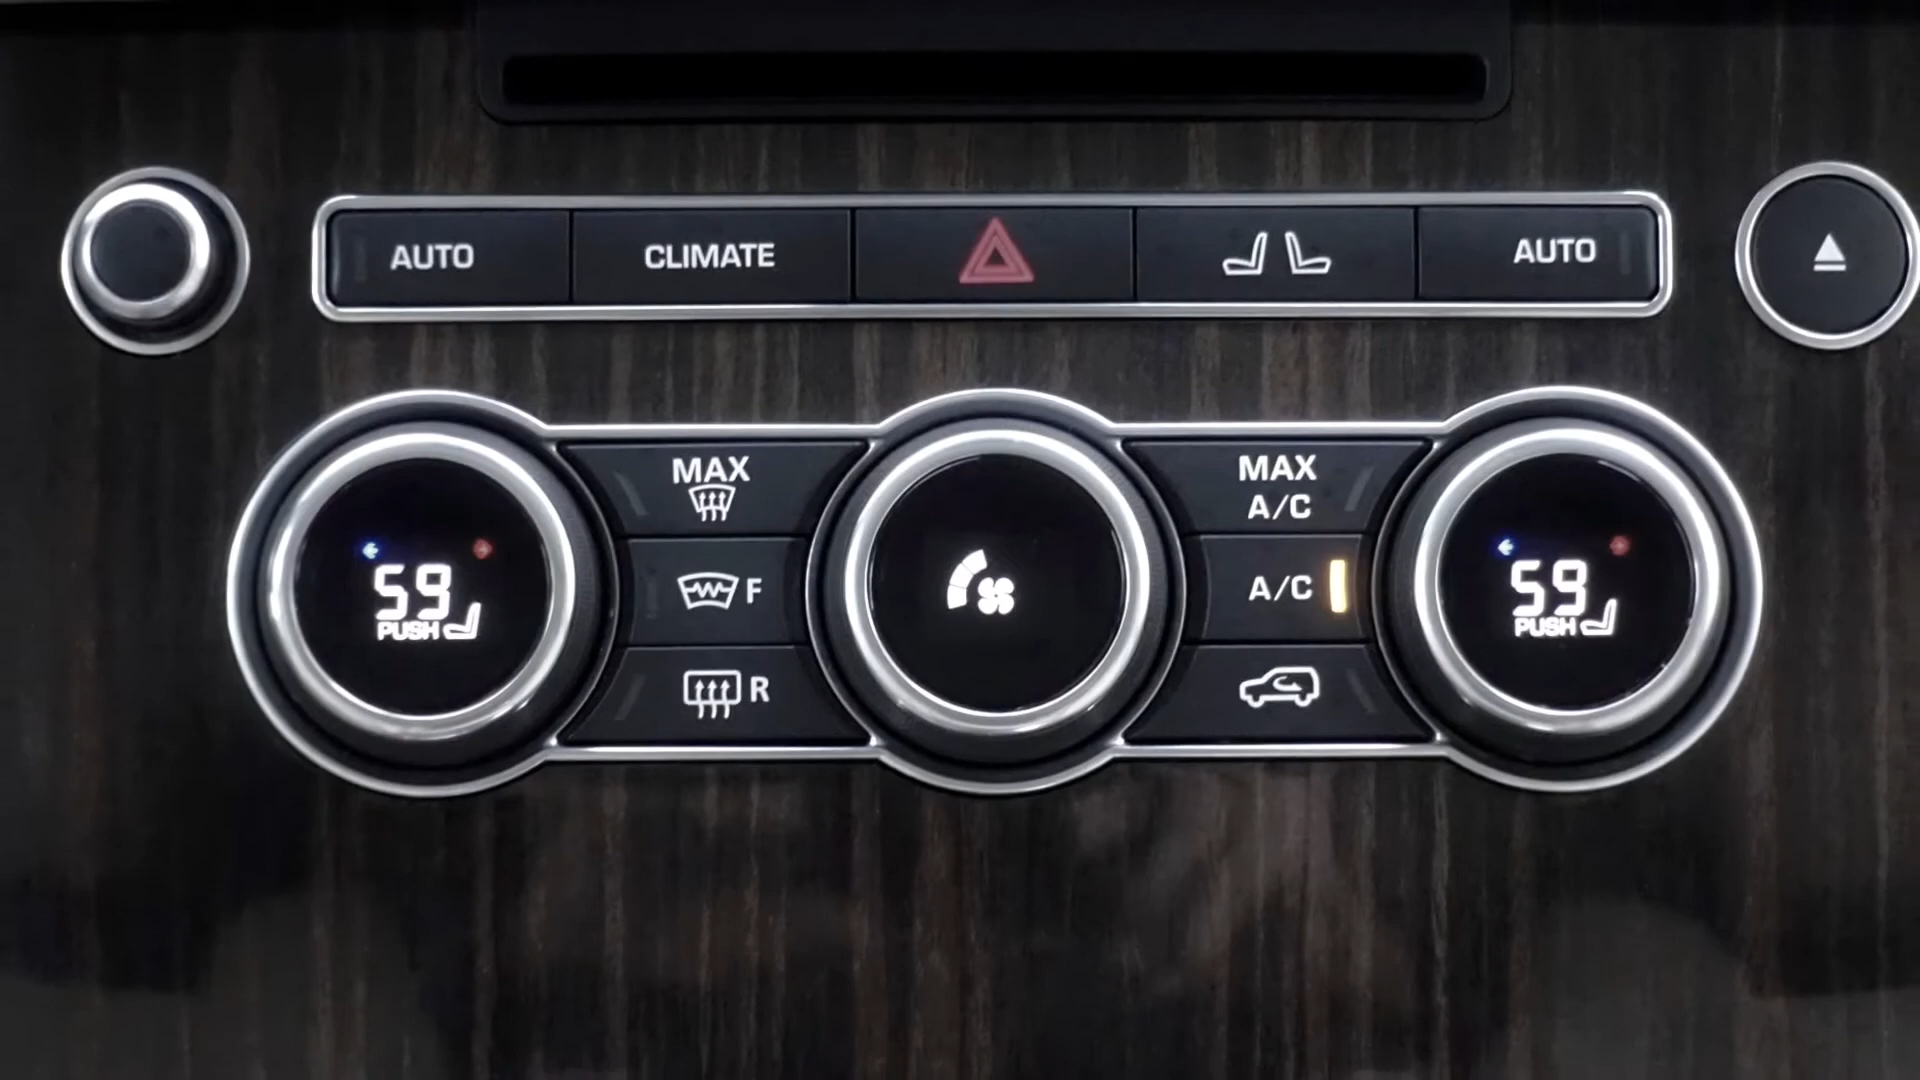 AUTO
CLIMATE
AUTO
MAX
MAX
A/C
59
PUSH
F
A/C
59
PUSH
R